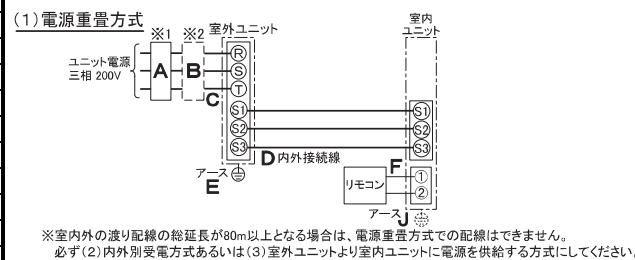 (1)電源重畳方式
※1 ※2 室外ユニット 室内ユニット
ユニット電源
三相 200V
A B C
R
S
T
S1 S1
S2 S2
S3 S3
D 内外接続線
アース
E
F
リモコン
①
②
アース J
※室内外の渡り配線の総延長が80m以上となる場合は、電源重畳方式での配線はできません。
必ず(2)内外別受電方式あるいは(3)室外ユニットより室内ユニットに電源を供給する方式にしてください。